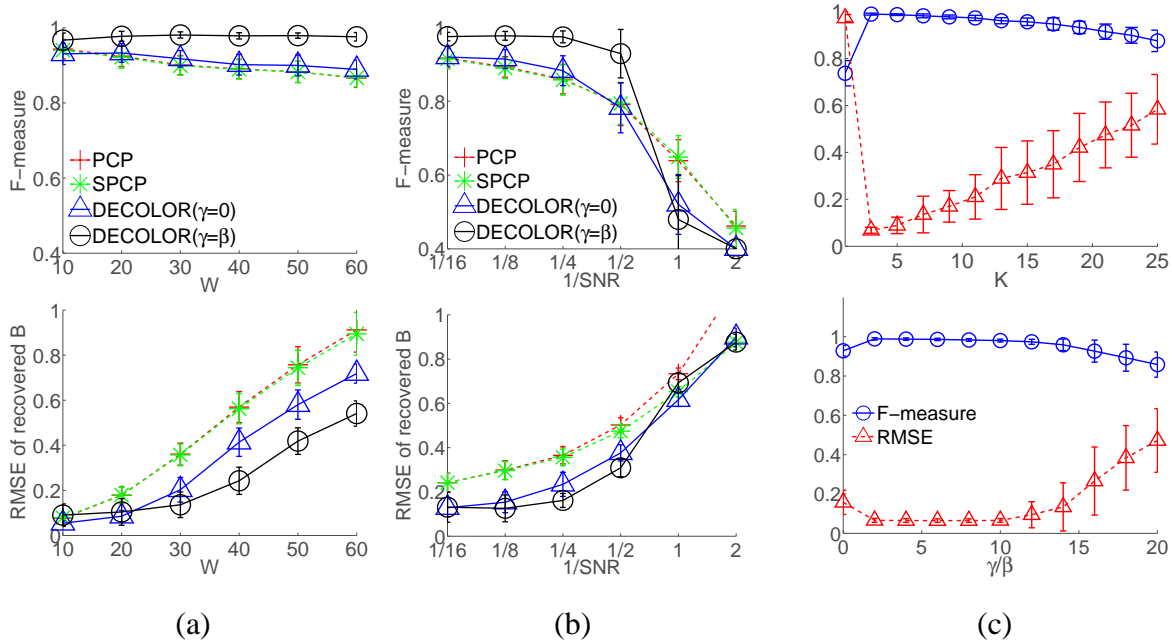 1
0.8
0.6
0.4
F-measure
PCP
SPCP
DECOLOR(γ=0)
DECOLOR(γ=β)
10 20 30 40 50 60
W
1
0.8
0.6
0.4
F-measure
PCP
SPCP
DECOLOR(γ=0)
DECOLOR(γ=β)
1/16 1/8 1/4 1/2 1 2
1/SNR
1
0.8
0.6
0.4
0.2
0
5 10 15 20 25
K
1
0.8
0.6
0.4
0.2
0
RMSE of recovered B
10 20 30 40 50 60
W
1
0.8
0.6
0.4
0.2
0
RMSE of recovered B
1/16 1/8 1/4 1/2 1 2
1/SNR
1
0.8
0.6
0.4
0.2
0
F-measure
RMSE
0 5 10 15 20
γ/β
(a) (b) (c)